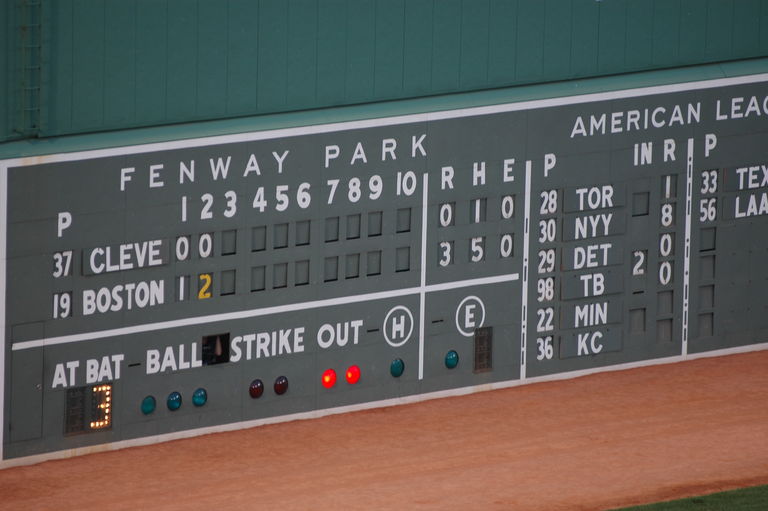 FENWAY PARK AMERICAN LEAG
P 1 2 3 4 5 6 7 8 9 10 R H E P IN R P
37 CLEVE 0 0 0 1 0 28 TOR 1 33 TEX
19 BOSTON 1 2 3 5 0 30 NYY 8 56 LAA
29 DET 2 0
98 TB 0
22 MIN
36 KC
AT BAT - BALL STRIKE OUT - H - E
3